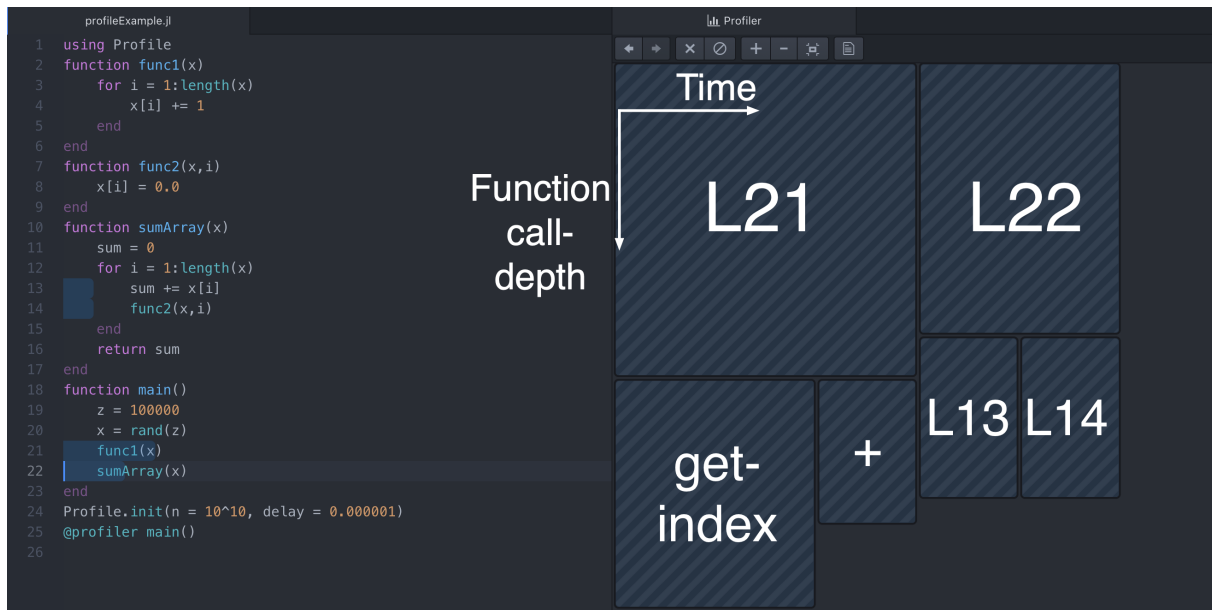 profileExample.jl
1 using Profile
2 function func1(x)
3     for i = 1:length(x)
4         x[i] += 1
5     end
6 end
7 function func2(x,i)
8     x[i] = 0.0
9 end
10 function sumArray(x)
11     sum = 0
12     for i = 1:length(x)
13         sum += x[i]
14         func2(x,i)
15     end
16     return sum
17 end
18 function main()
19     z = 100000
20     x = rand(z)
21     func1(x)
22     sumArray(x)
23 end
24 Profile.init(n = 10^10, delay = 0.000001)
25 @profiler main()
26
Profiler
Time
Function
call-
depth
L21
L22
get-
index
+
L13
L14